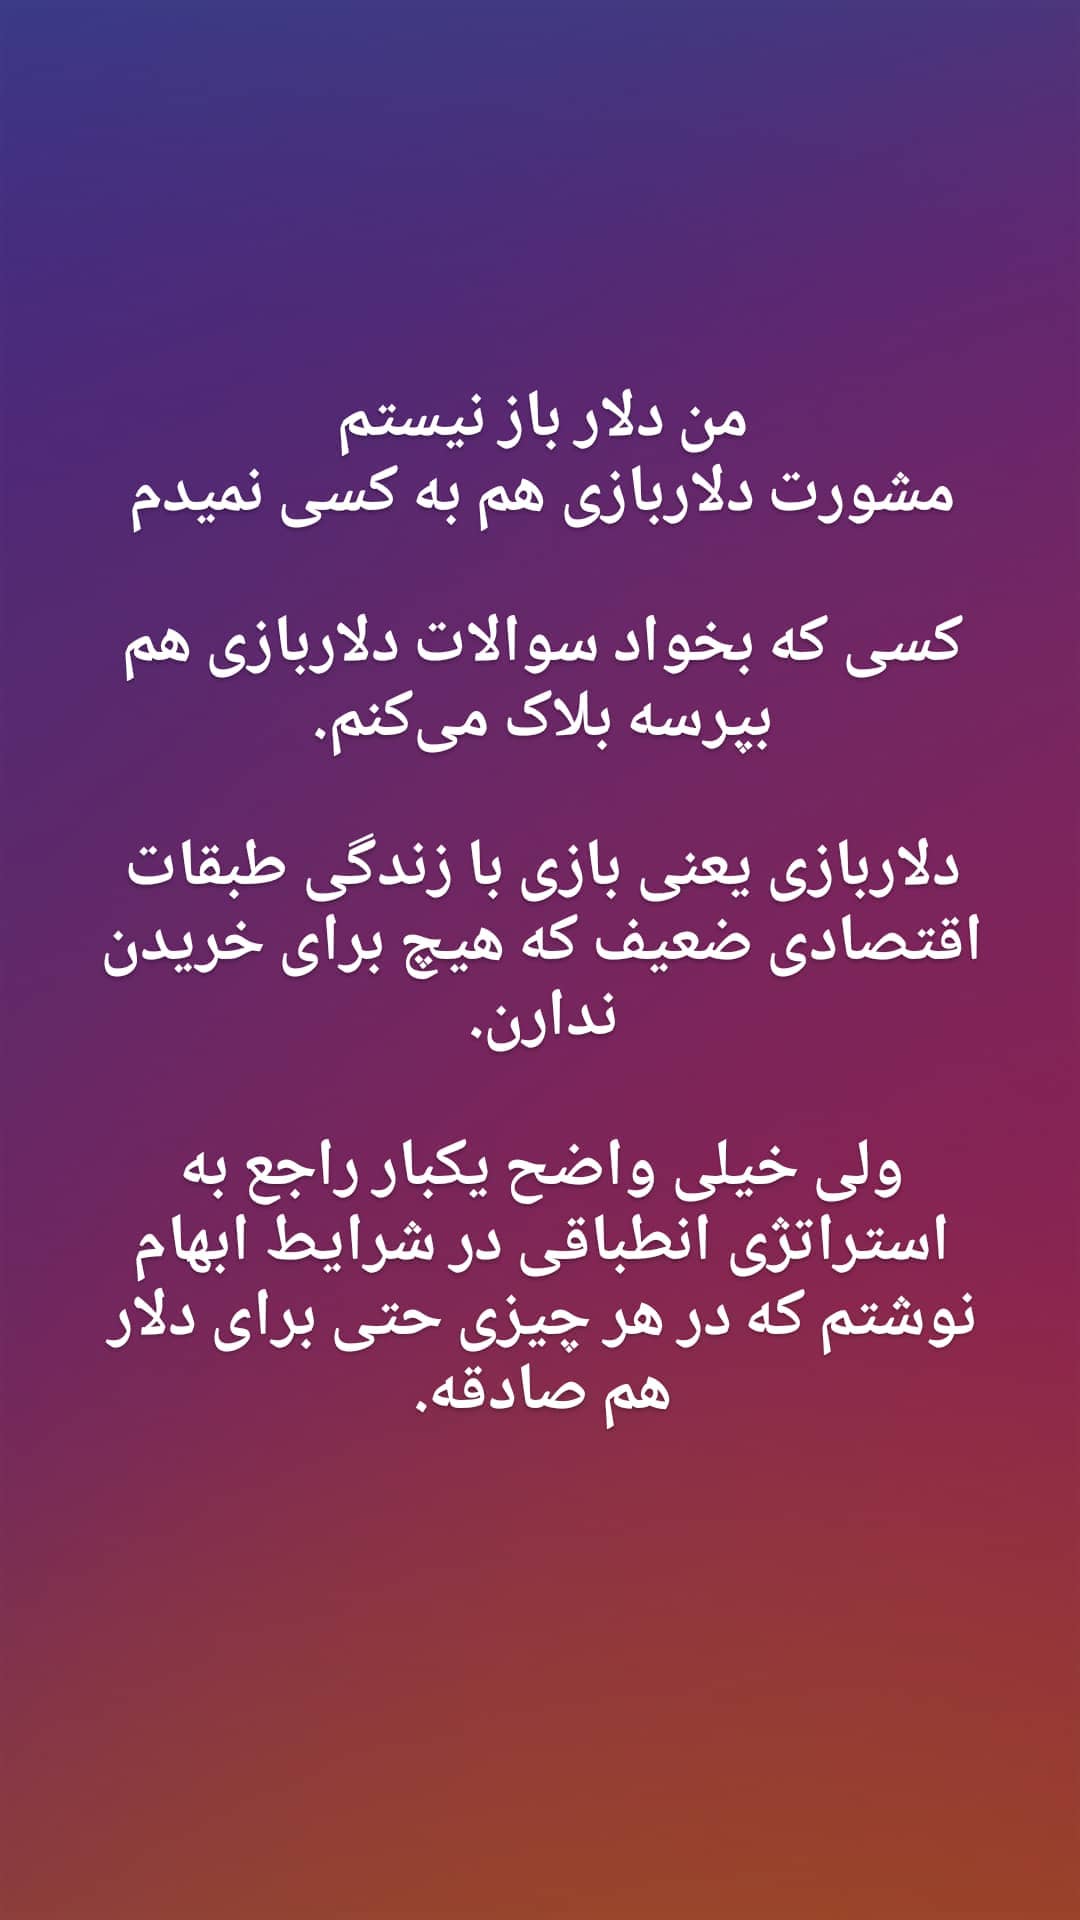 من دلار باز نیستم
مشورت دلاربازی هم به کسی نمیدم
کسی که بخواد سوالات دلاربازی هم
بپرسه بلاک می‌کنم.
دلاربازی یعنی بازی با زندگی طبقات
اقتصادی ضعیف که هیچ برای خریدن
ندارن.
ولی خیلی واضح یکبار راجع به
استراتژی انطباقی در شرایط ابهام
نوشتم که در هر چیزی حتی برای دلار
هم صادقه.